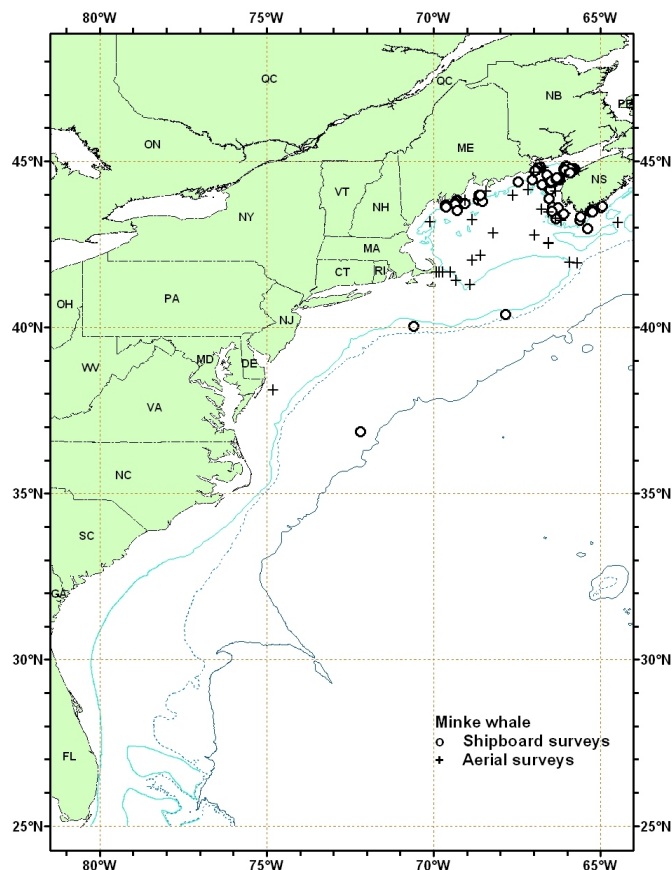 80°W 75°W 70°W 65°W
QC QC NB PE
ON ME
45°N 45°N
NS
VT
NH
NY
MA
CT RI
PA
OH NJ
40°N 40°N
WV MD DE
VA
NC
35°N 35°N
SC
GA
30°N 30°N
Minke whale
Shipboard surveys
FL
Aerial surveys
25°N 25°N
80°W 75°W 70°W 65°W